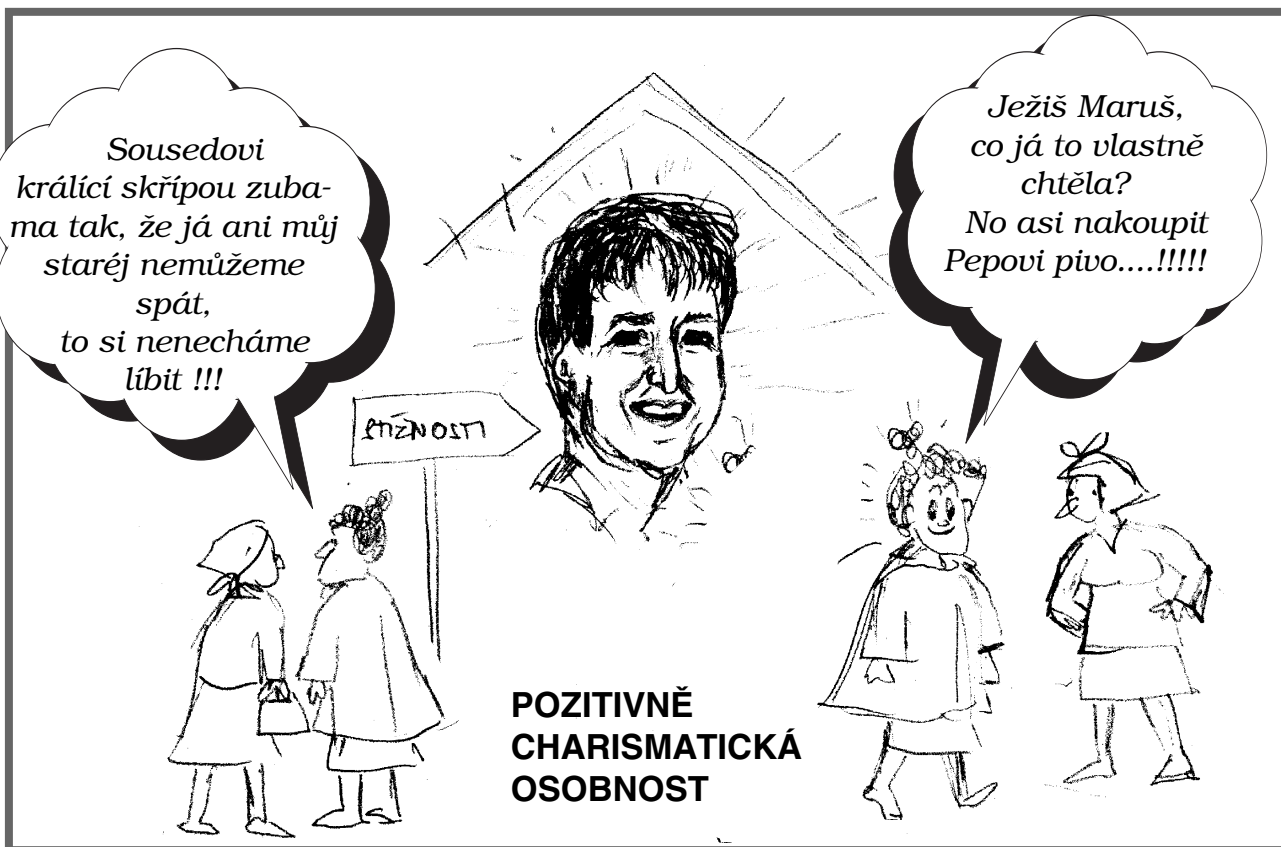 Sousedovi
králící skřípou zuba-
ma tak, že já ani můj
staréj nemůžeme
spát,
to si nenecháme
líbit !!!
Ježiš Maruš,
co já to vlastně
chtěla?
No asi nakoupit
Pepovi pivo....!!!!!
STÍŽNOSTI
POZITIVNĚ
CHARISMATICKÁ
OSOBNOST